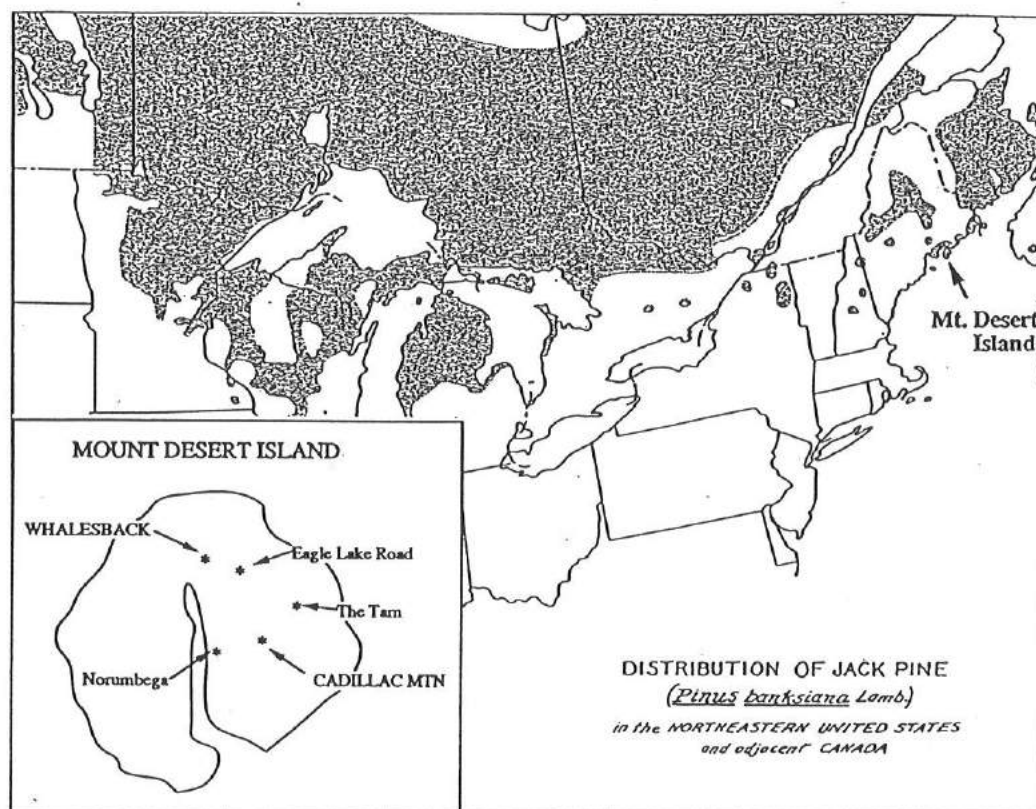 Mt. Desert
Island
MOUNT DESERT ISLAND
WHALESBACK
Eagle Lake Road
The Tarn
Norumbega
CADILLAC MTN
DISTRIBUTION OF JACK PINE
(Pinus banksiana Lamb.)
in the NORTHEASTERN UNITED STATES
and adjacent CANADA